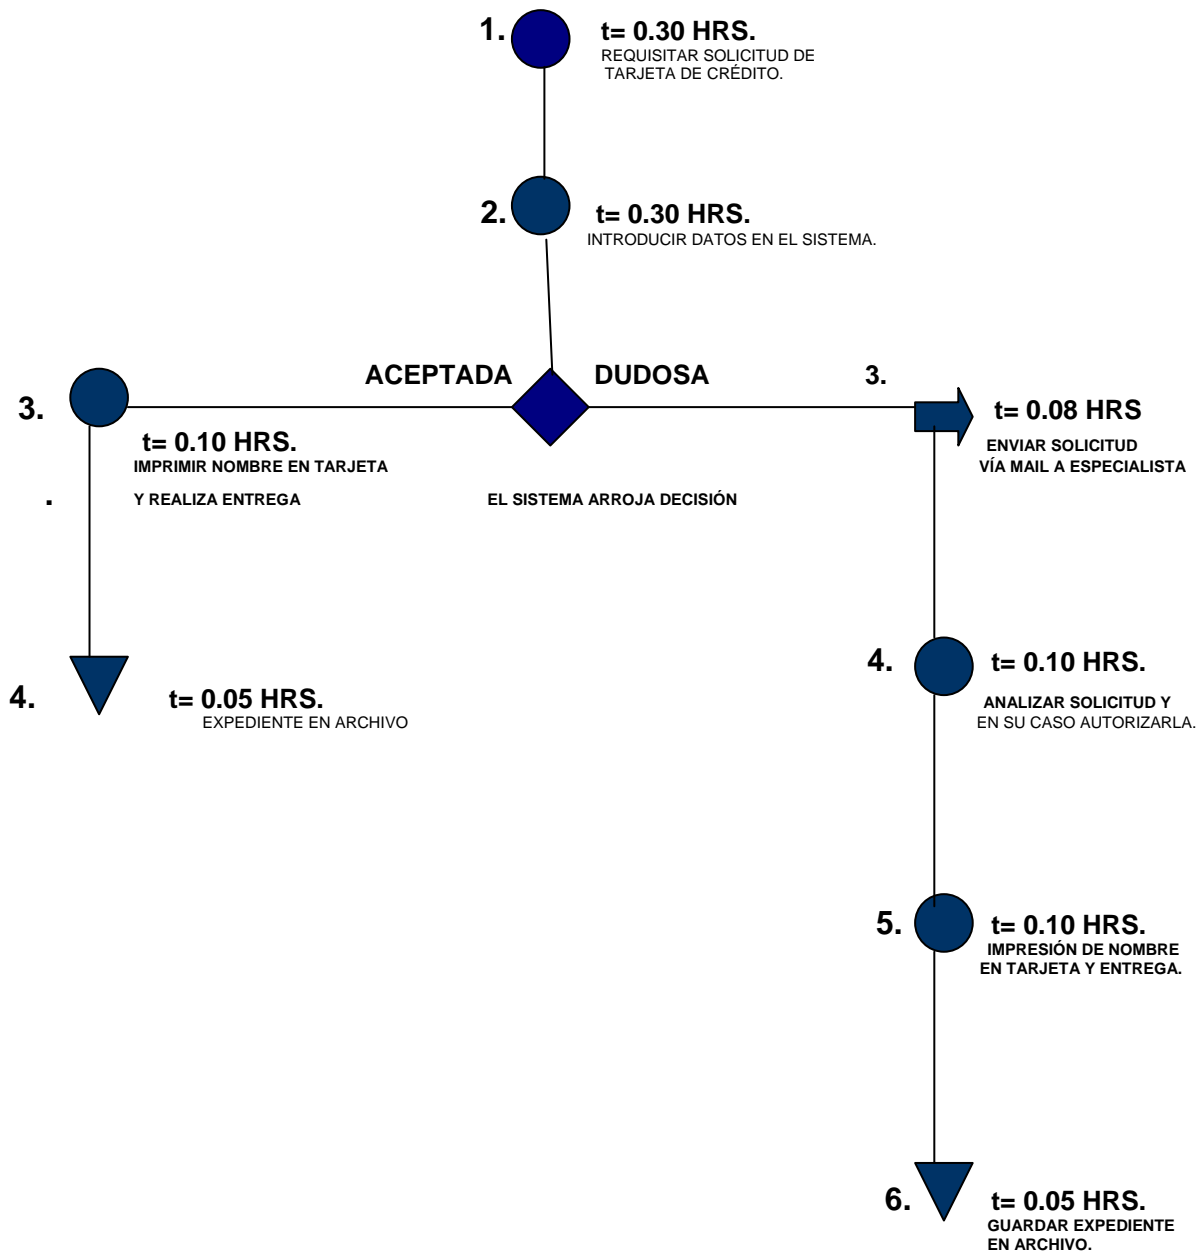 1. t= 0.30 HRS.
REQUISITAR SOLICITUD DE
TARJETA DE CRÉDITO.
2. t= 0.30 HRS.
INTRODUCIR DATOS EN EL SISTEMA.
ACEPTADA DUDOSA
3. t= 0.10 HRS.
IMPRIMIR NOMBRE EN TARJETA
. Y REALIZA ENTREGA
EL SISTEMA ARROJA DECISIÓN
3. t= 0.08 HRS
ENVIAR SOLICITUD
VÍA MAIL A ESPECIALISTA
4. t= 0.05 HRS.
EXPEDIENTE EN ARCHIVO
4. t= 0.10 HRS.
ANALIZAR SOLICITUD Y
EN SU CASO AUTORIZARLA.
5. t= 0.10 HRS.
IMPRESIÓN DE NOMBRE
EN TARJETA Y ENTREGA.
6. t= 0.05 HRS.
GUARDAR EXPEDIENTE
EN ARCHIVO.